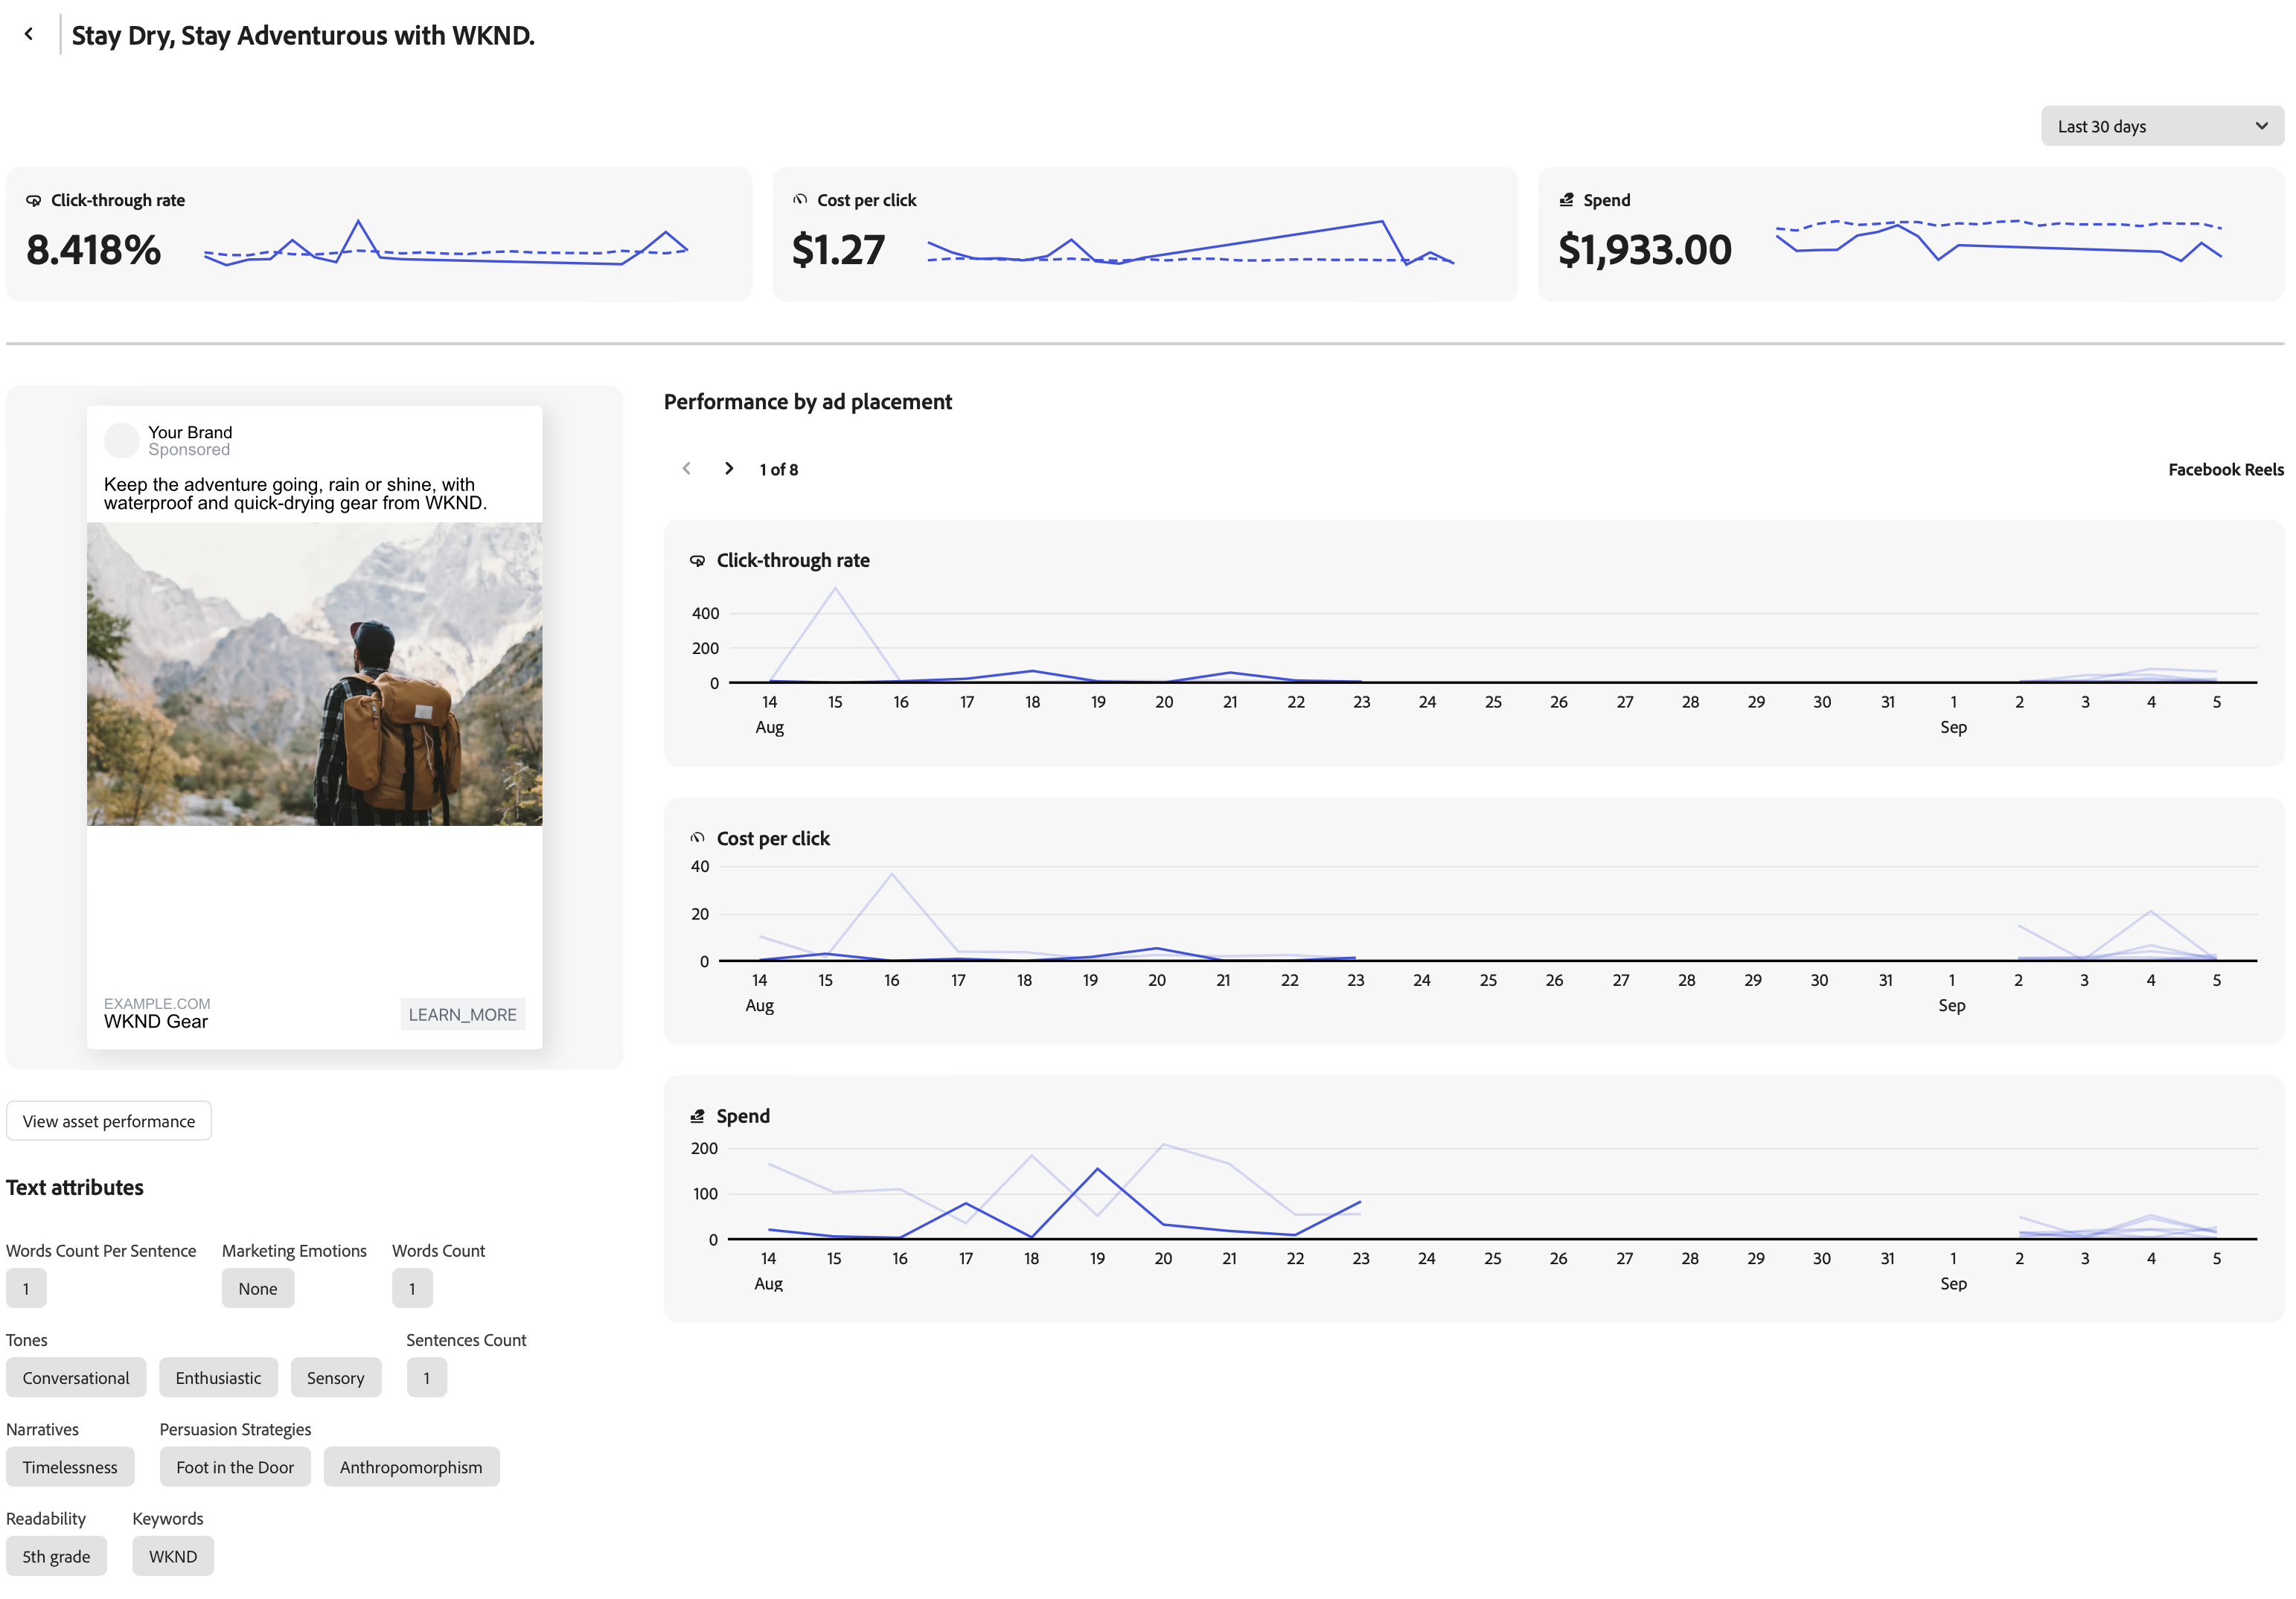 Stay Dry, Stay Adventurous with WKND.
Last 30 days
Click-through rate
8.418%
Cost per click
$1.27
Spend
$1,933.00
Your Brand
Sponsored
Keep the adventure going, rain or shine, with
waterproof and quick-drying gear from WKND.
EXAMPLE.COM
WKND Gear
LEARN_MORE
View asset performance
Text attributes
Words Count Per Sentence Marketing Emotions Words Count
1 None 1
Tones Sentences Count
Conversational Enthusiastic Sensory 1
Narratives Persuasion Strategies
Timelessness Foot in the Door Anthropomorphism
Readability Keywords
5th grade WKND
Performance by ad placement
1 of 8 Facebook Reels
Click-through rate
400
200
0
14 15 16 17 18 19 20 21 22 23 24 25 26 27 28 29 30 31 1 2 3 4 5
Aug Sep
Cost per click
40
20
0
14 15 16 17 18 19 20 21 22 23 24 25 26 27 28 29 30 31 1 2 3 4 5
Aug Sep
Spend
200
100
0
14 15 16 17 18 19 20 21 22 23 24 25 26 27 28 29 30 31 1 2 3 4 5
Aug Sep